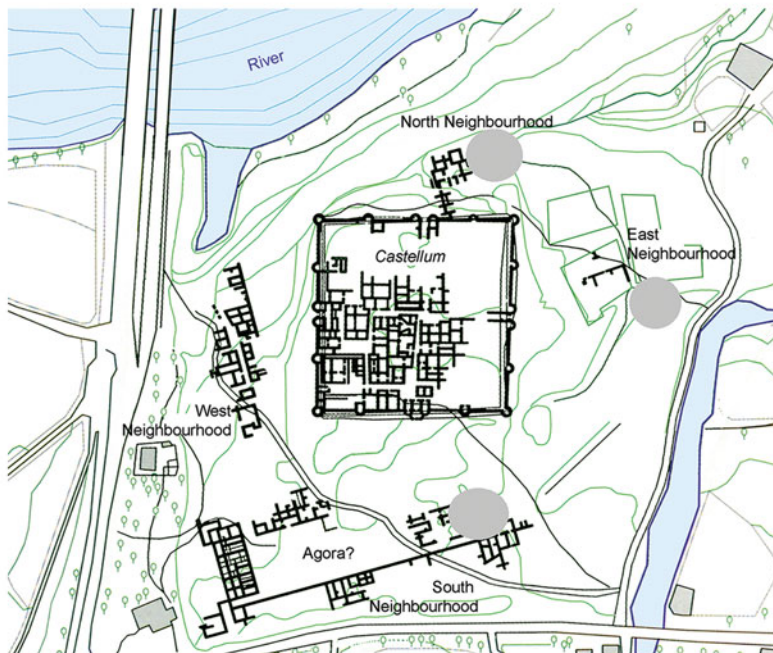 River
North Neighbourhood
Castellum
East
Neighbourhood
West
Neighbourhood
Agora?
South
Neighbourhood